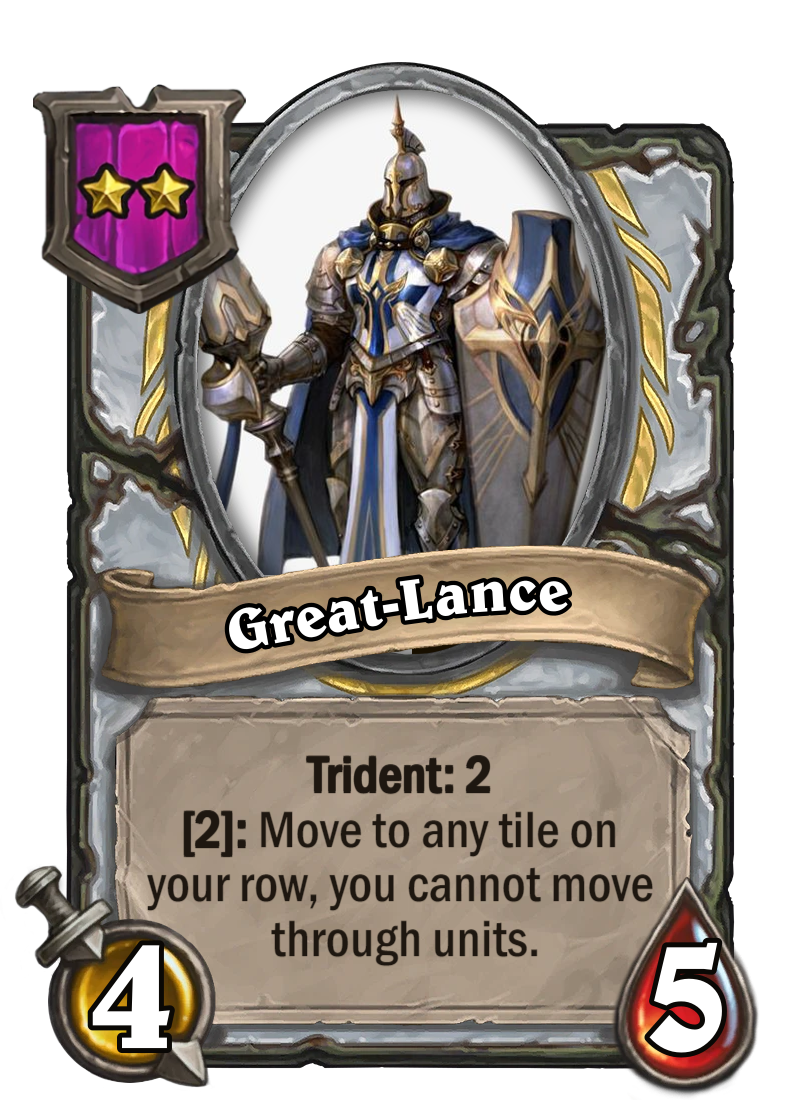 Great-Lance
Trident: 2
[2]: Move to any tile on
your row, you cannot move
through units.
4
5